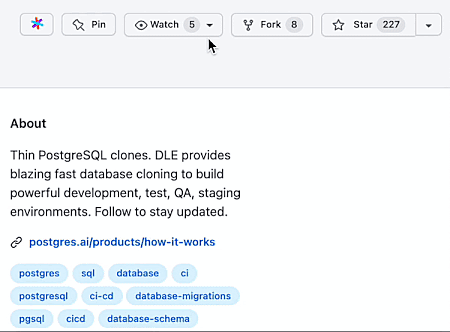 Pin Watch 5 Fork 8 Star 227
About
Thin PostgreSQL clones. DLE provides
blazing fast database cloning to build
powerful development, test, QA, staging
environments. Follow to stay updated.
postgres.ai/products/how-it-works
postgres sql database ci
postgresql ci-cd database-migrations
pgsql cicd database-schema